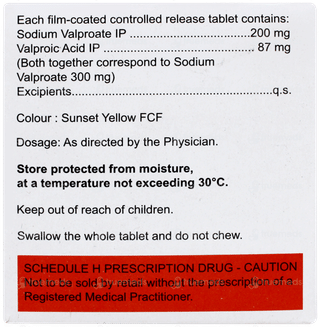 Each film-coated controlled release tablet contains:
Sodium Valproate IP ..........................................200 mg
Valproic Acid IP ................................................ 87 mg
(Both together correspond to Sodium
Valproate 300 mg)
Excipients..........................................................q.s.
Colour : Sunset Yellow FCF
Dosage: As directed by the Physician.
Store protected from moisture,
at a temperature not exceeding 30°C.
Keep out of reach of children.
Swallow the whole tablet and do not chew.
SCHEDULE H PRESCRIPTION DRUG - CAUTION
Not to be sold by retail without the prescription of a
Registered Medical Practitioner.